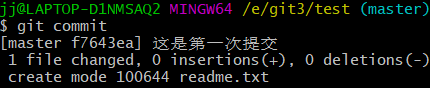 jj@LAPTOP-D1NMSAQ2 MINGW64 /e/git3/test (master)
$ git commit
[master f7643ea] 这是第一次提交
 1 file changed, 0 insertions(+), 0 deletions(-)
 create mode 100644 readme.txt